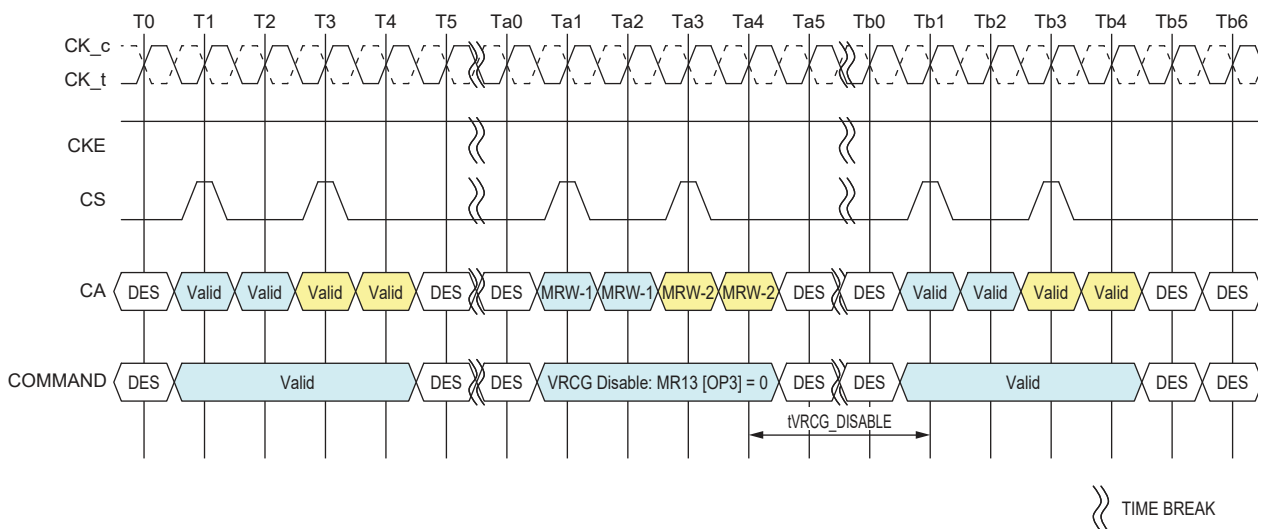 T0 T1 T2 T3 T4 T5 Ta0 Ta1 Ta2 Ta3 Ta4 Ta5 Tb0 Tb1 Tb2 Tb3 Tb4 Tb5 Tb6
CK_c
CK_t
CKE
CS
CA DES Valid Valid Valid Valid DES DES MRW-1 MRW-1 MRW-2 MRW-2 DES DES Valid Valid Valid Valid DES DES
COMMAND DES Valid DES DES VRCG Disable: MR13 [OP3] = 0 DES DES Valid DES DES
tVRCG_DISABLE
TIME BREAK